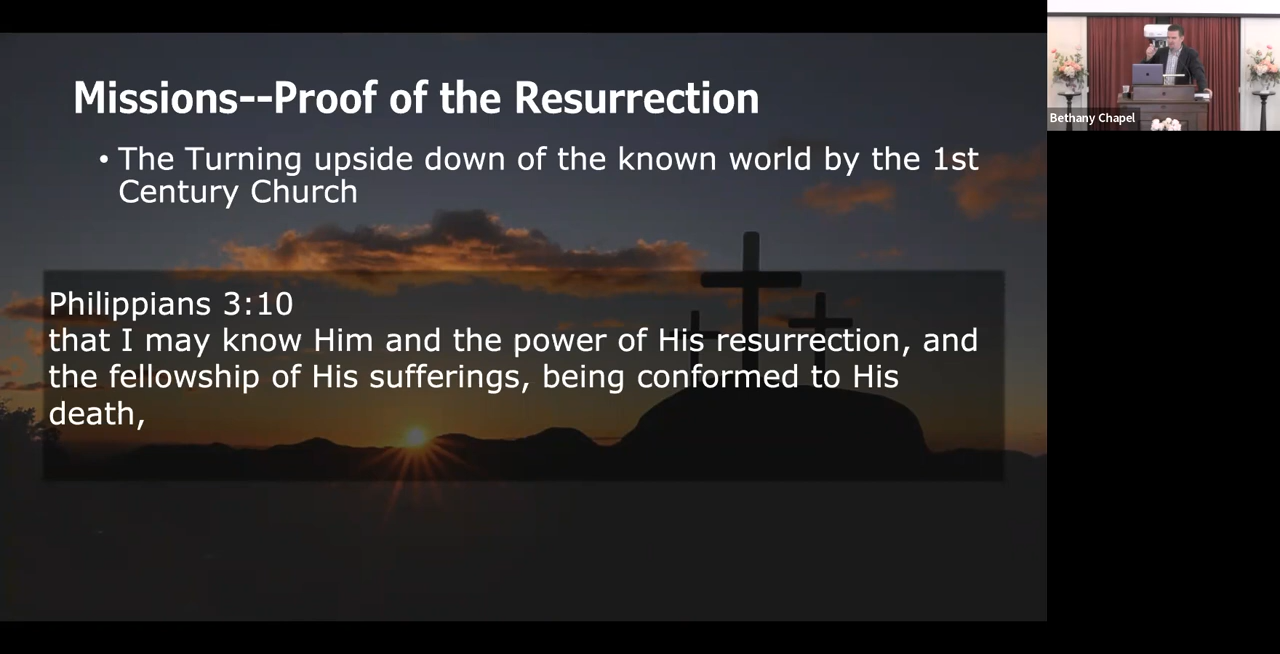 Missions--Proof of the Resurrection
• The Turning upside down of the known world by the 1st
Century Church
Philippians 3:10
that I may know Him and the power of His resurrection, and
the fellowship of His sufferings, being conformed to His
death,
Bethany Chapel